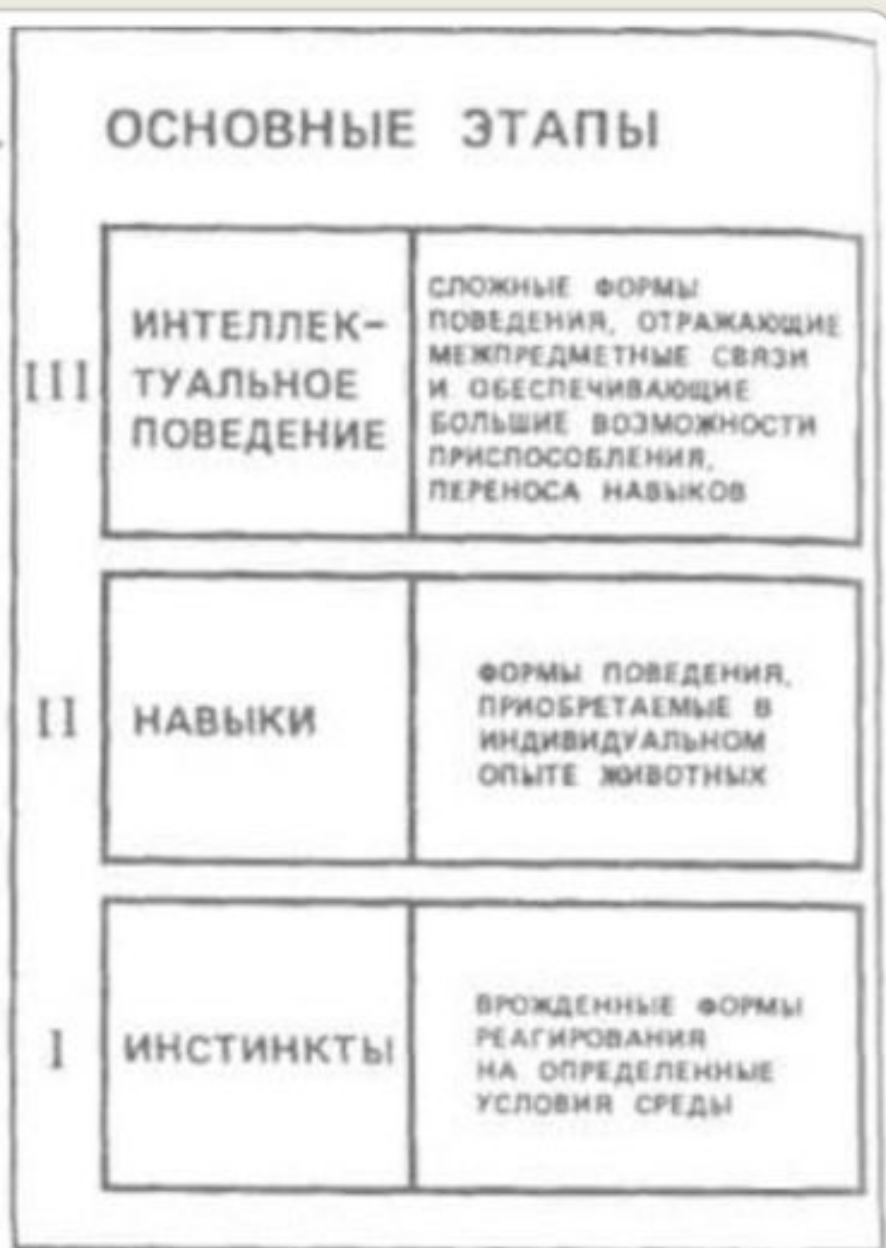 ОСНОВНЫЕ ЭТАПЫ
III
ИНТЕЛЛЕК-
ТУАЛЬНОЕ
ПОВЕДЕНИЕ
СЛОЖНЫЕ ФОРМЫ
ПОВЕДЕНИЯ, ОТРАЖАЮЩИЕ
МЕЖПРЕДМЕТНЫЕ СВЯЗИ
И ОБЕСПЕЧИВАЮЩИЕ
БОЛЬШИЕ ВОЗМОЖНОСТИ
ПРИСПОСОБЛЕНИЯ,
ПЕРЕНОСА НАВЫКОВ
II
НАВЫКИ
ФОРМЫ ПОВЕДЕНИЯ,
ПРИОБРЕТАЕМЫЕ В
ИНДИВИДУАЛЬНОМ
ОПЫТЕ ЖИВОТНЫХ
I
ИНСТИНКТЫ
ВРОЖДЕННЫЕ ФОРМЫ
РЕАГИРОВАНИЯ
НА ОПРЕДЕЛЕННЫЕ
УСЛОВИЯ СРЕДЫ